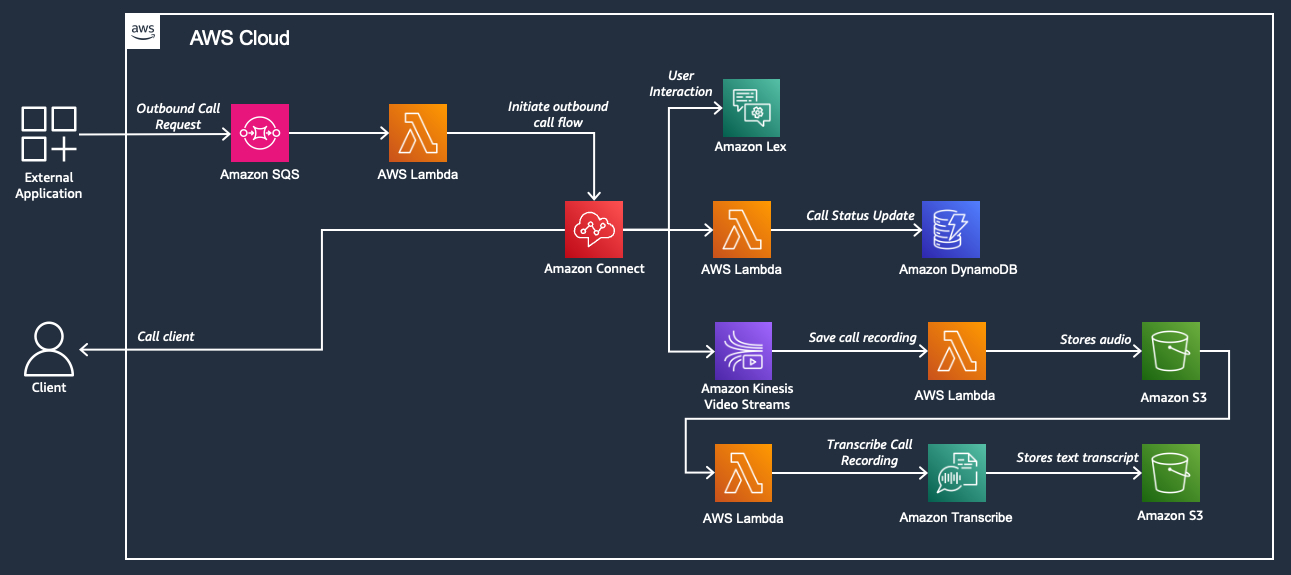 aws
AWS Cloud
Outbound Call
Request
External
Application
Amazon SQS
AWS Lambda
Initiate outbound
call flow
User
Interaction
Amazon Lex
Amazon Connect
AWS Lambda
Call Status Update
Amazon DynamoDB
Call client
Client
Amazon Kinesis
Video Streams
Save call recording
AWS Lambda
Stores audio
Amazon S3
AWS Lambda
Transcribe Call
Recording
Amazon Transcribe
Stores text transcript
Amazon S3